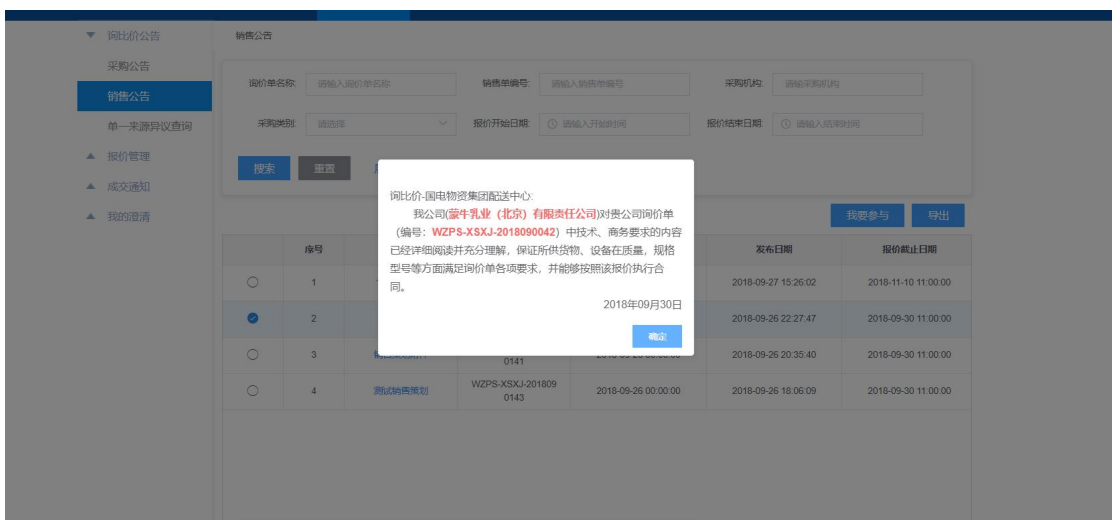 询比价公告
销售公告
采购公告
销售公告
单一来源异议查询
报价管理
成交通知
我的澄清
询价单名称: 请输入询价单名称 销售单编号: 请输入销售单编号 采购机构: 请输采购机构
采购类别: 请选择 报价开始日期: 请输入开始时间 报价结束日期: 请输入结束时间
搜索 重置
询比价-国电物资集团配送中心:
我公司(蒙牛乳业（北京）有限责任公司)对贵公司询价单
（编号：WZPS-XSXJ-2018090042）中技术、商务要求的内容
已经详细阅读并充分理解，保证所供货物、设备在质量，规格
型号等方面满足询价单各项要求，并能够按照该报价执行合
同。
2018年09月30日
确定
我要参与 导出
序号 发布日期 报价截止日期
1 2018-09-27 15:26:02 2018-11-10 11:00:00
2 2018-09-26 22:27:47 2018-09-30 11:00:00
3 0141 2018-09-26 20:35:40 2018-09-30 11:00:00
4 测试销售策划 WZPS-XSXJ-201809 2018-09-26 00:00:00 2018-09-26 18:06:09 2018-09-30 11:00:00
0143